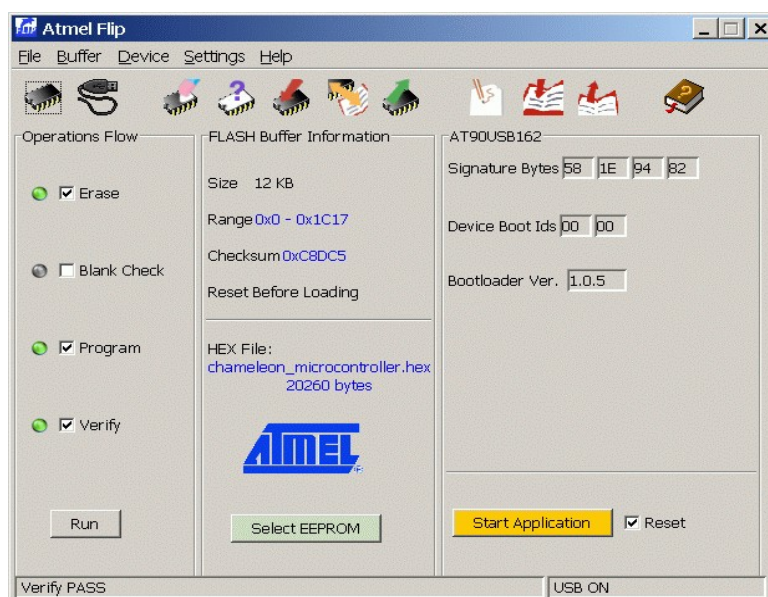 Atmel Flip
File Buffer Device Settings Help
Operations Flow
Erase
Blank Check
Program
Verify
Run
FLASH Buffer Information
Size 12 KB
Range 0x0 - 0x1C17
Checksum 0xC8DC5
Reset Before Loading
HEX File:
chameleon_microcontroller.hex
20260 bytes
ATMEL
Select EEPROM
AT90USB162
Signature Bytes 58 1E 94 82
Device Boot Ids 00 00
Bootloader Ver. 1.0.5
Start Application Reset
Verify PASS USB ON